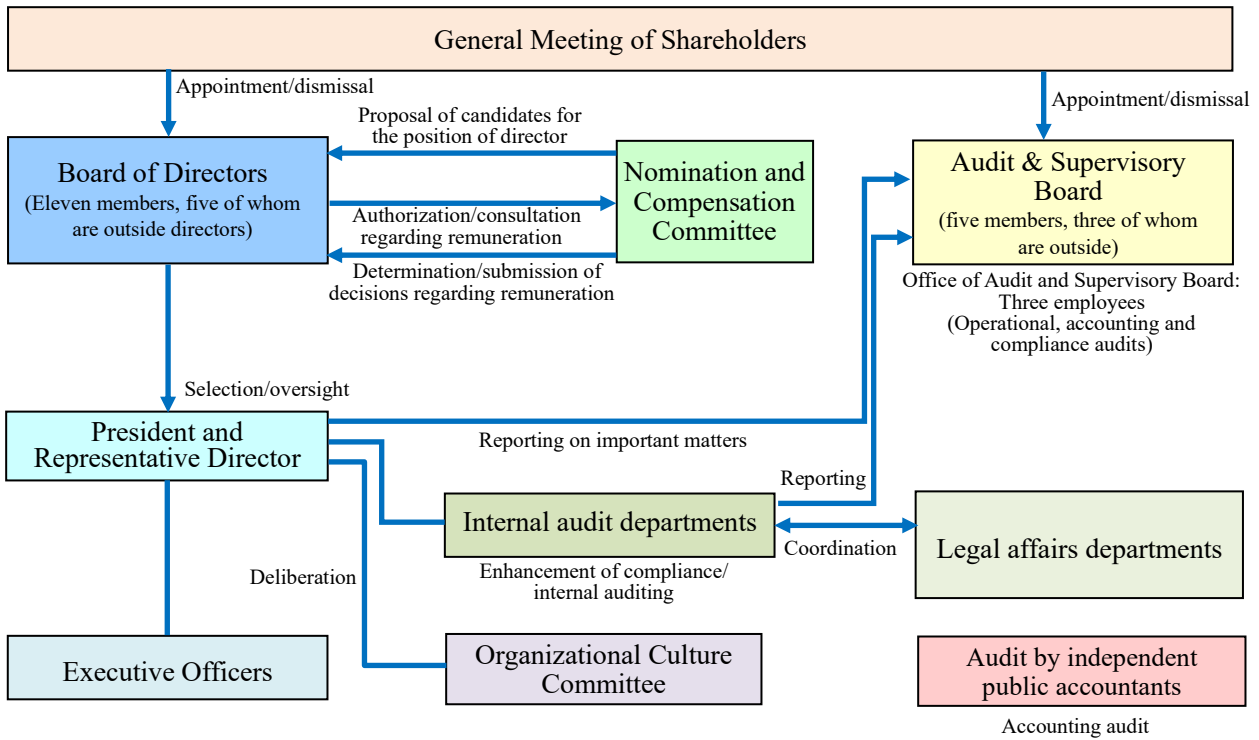 General Meeting of Shareholders
Appointment/dismissal
Appointment/dismissal
Proposal of candidates for
the position of director
Board of Directors
(Eleven members, five of whom
are outside directors)
Nomination and
Compensation
Committee
Audit & Supervisory
Board
(five members, three of whom
are outside)
Authorization/consultation
regarding remuneration
Determination/submission of
decisions regarding remuneration
Office of Audit and Supervisory Board:
Three employees
(Operational, accounting and
compliance audits)
Selection/oversight
President and
Representative Director
Reporting on important matters
Reporting
Internal audit departments
Coordination
Legal affairs departments
Enhancement of compliance/
internal auditing
Deliberation
Executive Officers
Organizational Culture
Committee
Audit by independent
public accountants
Accounting audit